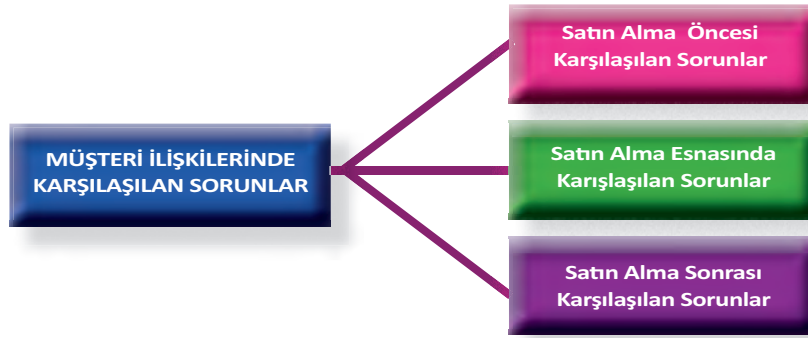 MÜŞTERİ İLİŞKİLERİNDE
KARŞILAŞILAN SORUNLAR
Satın Alma Öncesi
Karşılaşılan Sorunlar
Satın Alma Esnasında
Karışlaşılan Sorunlar
Satın Alma Sonrası
Karşılaşılan Sorunlar